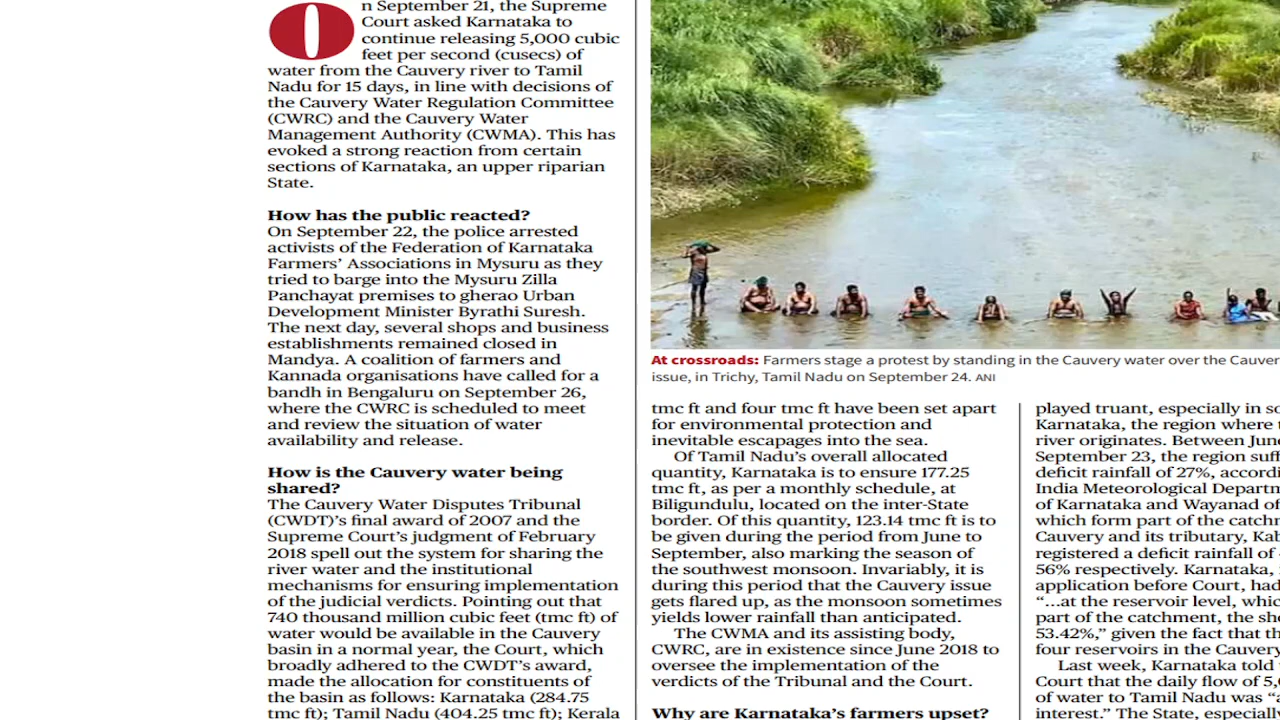 On September 21, the Supreme
Court asked Karnataka to
continue releasing 5,000 cubic
feet per second (cusecs) of
water from the Cauvery river to Tamil
Nadu for 15 days, in line with decisions of
the Cauvery Water Regulation Committee
(CWRC) and the Cauvery Water
Management Authority (CWMA). This has
evoked a strong reaction from certain
sections of Karnataka, an upper riparian
State.
How has the public reacted?
On September 22, the police arrested
activists of the Federation of Karnataka
Farmers’ Associations in Mysuru as they
tried to barge into the Mysuru Zilla
Panchayat premises to gherao Urban
Development Minister Byrathi Suresh.
The next day, several shops and business
establishments remained closed in
Mandya. A coalition of farmers and
Kannada organisations have called for a
bandh in Bengaluru on September 26,
where the CWRC is scheduled to meet
and review the situation of water
availability and release.
How is the Cauvery water being
shared?
The Cauvery Water Disputes Tribunal
(CWDT)’s final award of 2007 and the
Supreme Court’s judgment of February
2018 spell out the system for sharing the
river water and the institutional
mechanisms for ensuring implementation
of the judicial verdicts. Pointing out that
740 thousand million cubic feet (tmc ft) of
water would be available in the Cauvery
basin in a normal year, the Court, which
broadly adhered to the CWDT’s award,
made the allocation for constituents of
the basin as follows: Karnataka (284.75
tmc ft); Tamil Nadu (404.25 tmc ft); Kerala
At crossroads: Farmers stage a protest by standing in the Cauvery water over the Cauver
issue, in Trichy, Tamil Nadu on September 24. ANI
tmc ft and four tmc ft have been set apart
for environmental protection and
inevitable escapages into the sea.
Of Tamil Nadu’s overall allocated
quantity, Karnataka is to ensure 177.25
tmc ft, as per a monthly schedule, at
Biligundulu, located on the inter-State
border. Of this quantity, 123.14 tmc ft is to
be given during the period from June to
September, also marking the season of
the southwest monsoon. Invariably, it is
during this period that the Cauvery issue
gets flared up, as the monsoon sometimes
yields lower rainfall than anticipated.
The CWMA and its assisting body,
CWRC, are in existence since June 2018 to
oversee the implementation of the
verdicts of the Tribunal and the Court.
Why are Karnataka’s farmers upset?
played truant, especially in so
Karnataka, the region where t
river originates. Between June
September 23, the region suff
deficit rainfall of 27%, accordi
India Meteorological Departm
of Karnataka and Wayanad of
which form part of the catchm
Cauvery and its tributary, Kab
registered a deficit rainfall of
56% respectively. Karnataka,
application before Court, had
“...at the reservoir level, whic
part of the catchment, the sho
53.42%,” given the fact that th
four reservoirs in the Cauvery
Last week, Karnataka told
Court that the daily flow of 5,0
of water to Tamil Nadu was “a
interest.” The State, especially